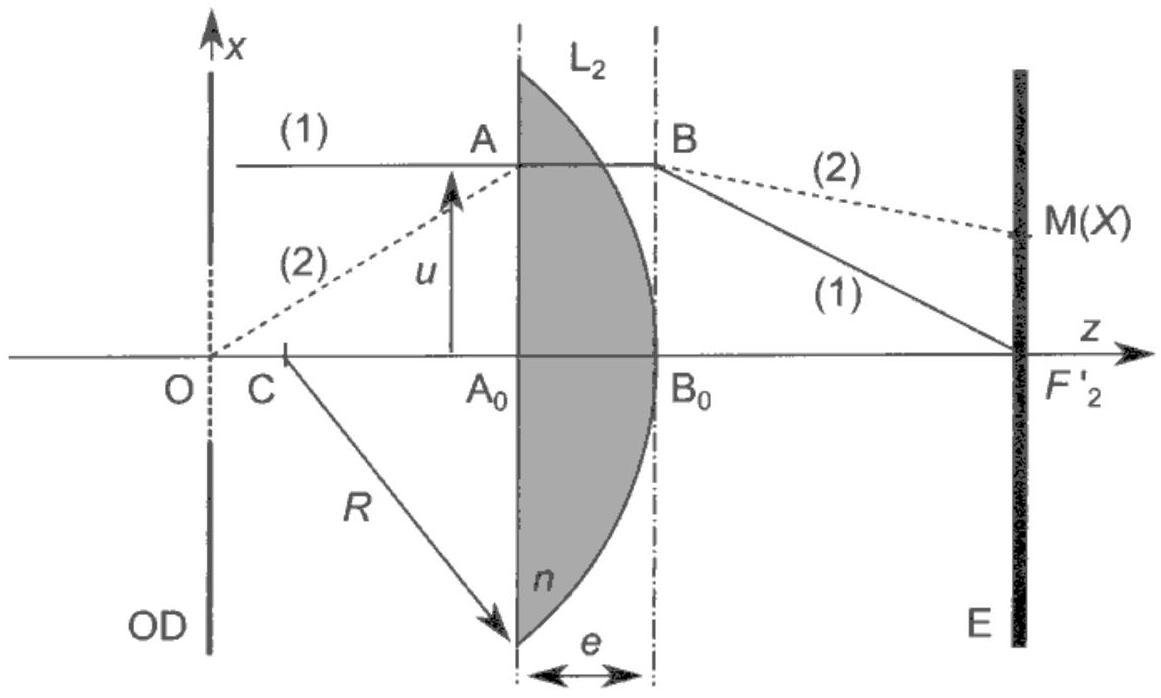 x
L₂
(1)
A
B
(2)
M(X)
(2)
u
(1)
z
O
C
A₀
B₀
F'₂
R
n
OD
E
e